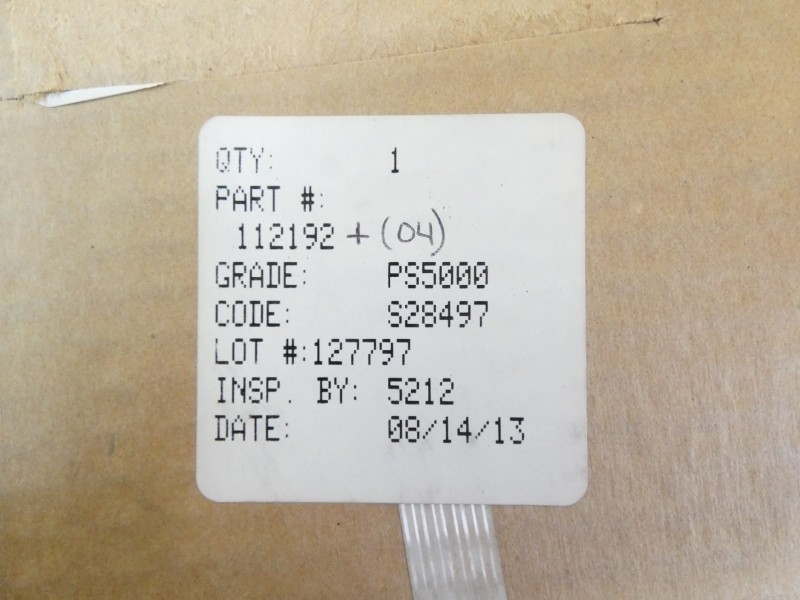 QTY: 1
PART #:
112192 + (04)
GRADE: PS5000
CODE: S28497
LOT #:127797
INSP. BY: 5212
DATE: 08/14/13